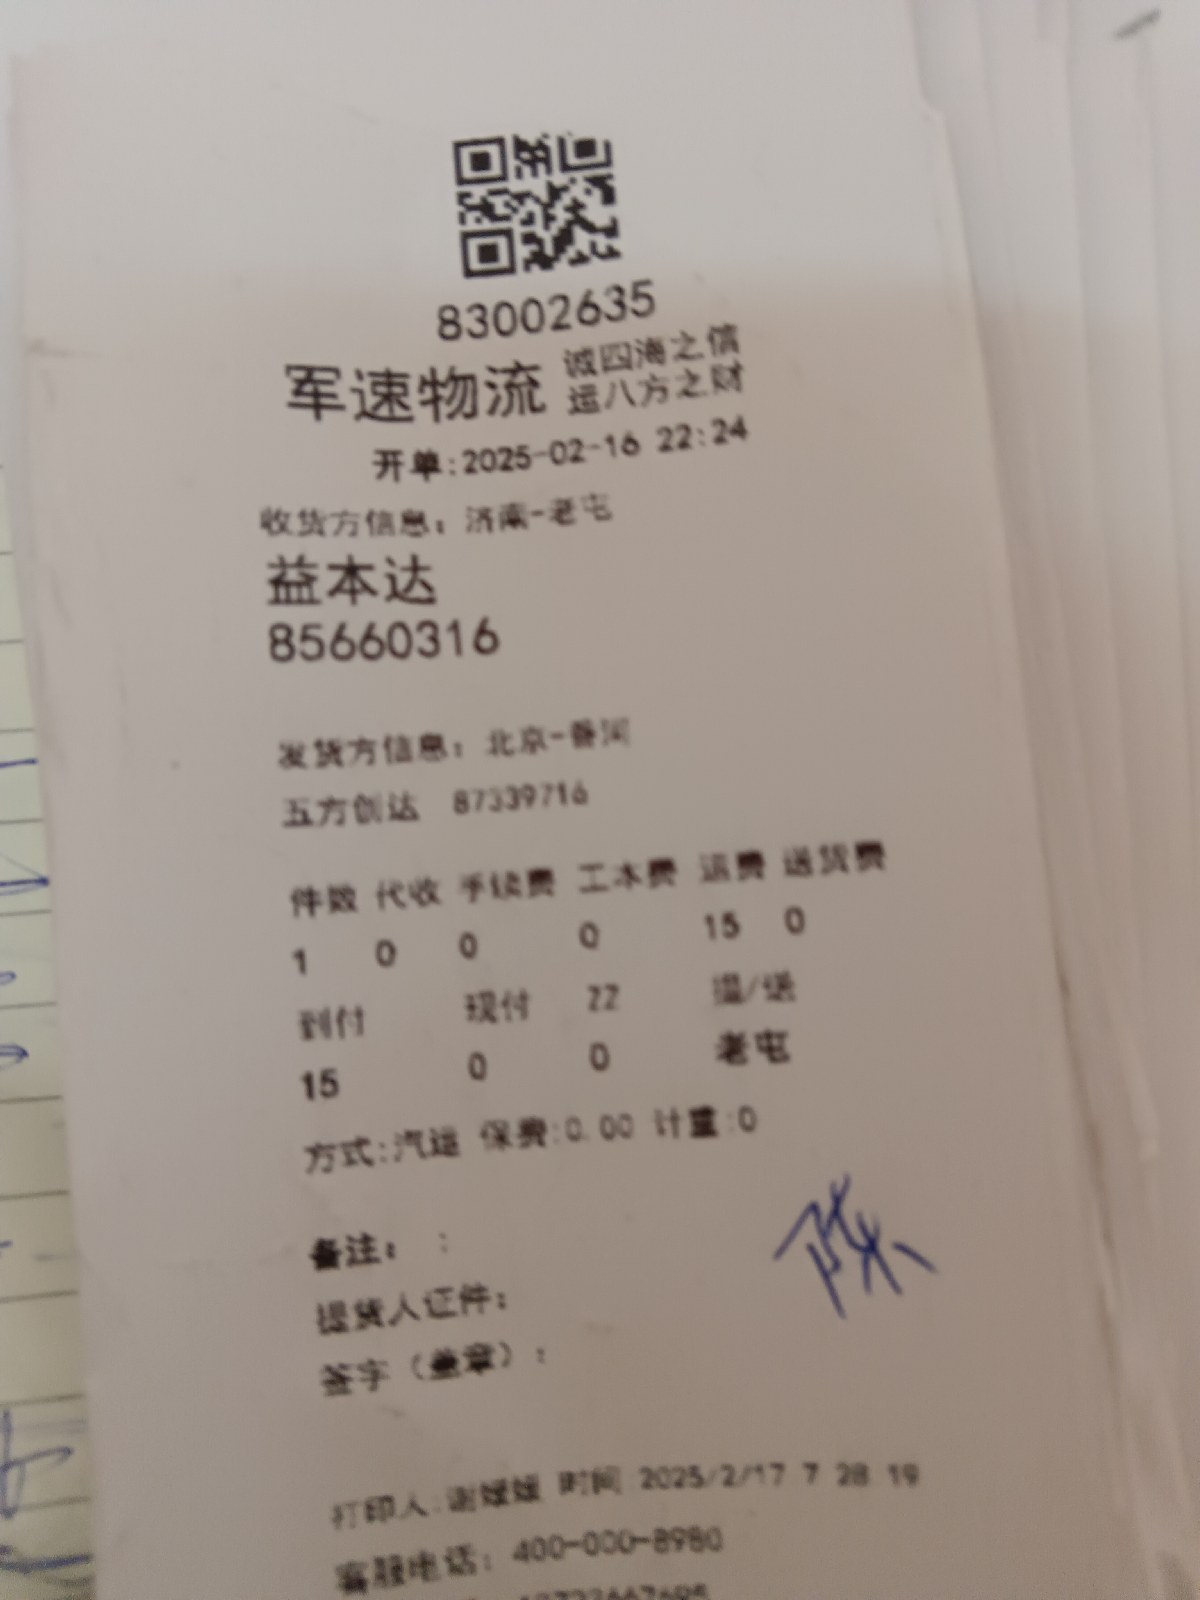 83002635
军速物流 诚四海之信
运八方之财
开单:2025-02-16 22:24
收货方信息: 济南-老屯
益本达
85660316
发货方信息: 北京-香河
五方创达 87339716
件数 代收 手续费 工本费 运费 送货费
1 0 0 0 15 0
到付 现付 ZZ 提/送
15 0 0 老屯
方式:汽运 保费:0.00 计重:0
备注: :
陈
提货人证件:
签字(盖章):
打印人:谢媛媛 时间 2025/2/17 7 28 19
客服电话: 400-000-8980